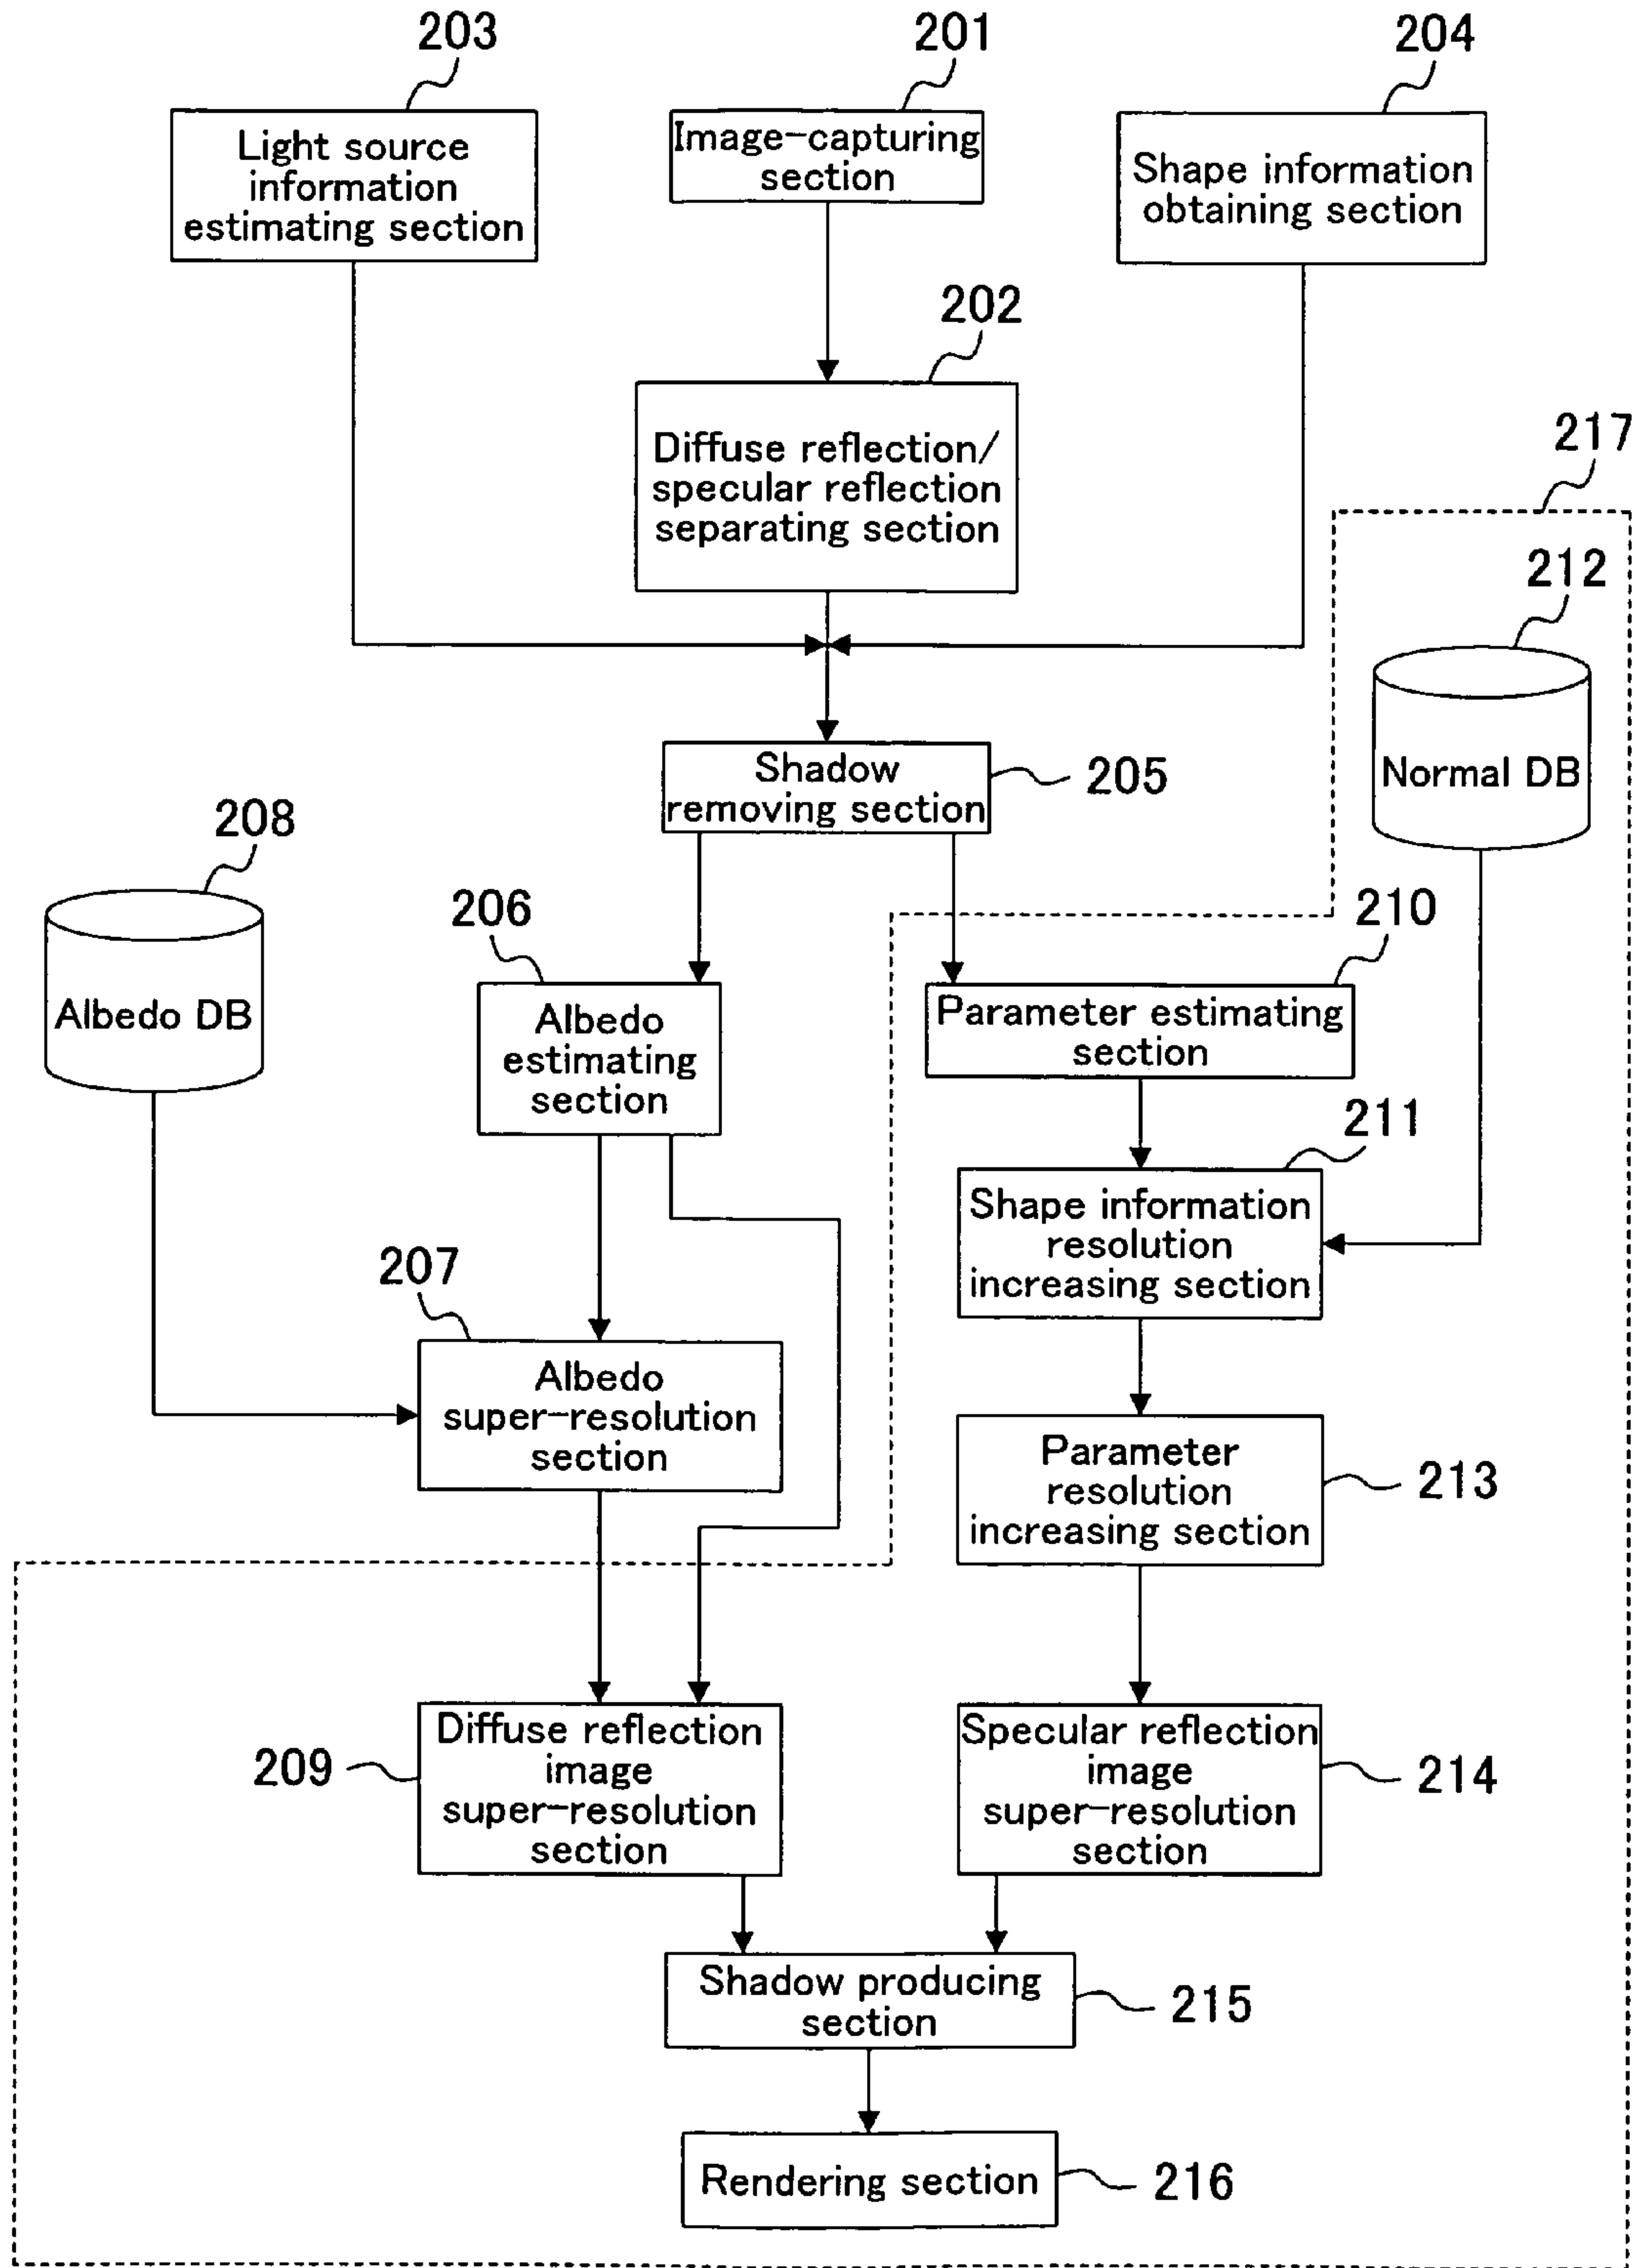 203
201
204
Light source
information
estimating section
Image-capturing
section
Shape information
obtaining section
202
Diffuse reflection/
specular reflection
separating section
217
212
Normal DB
Shadow
removing section
205
208
Albedo DB
206
Albedo
estimating
section
210
Parameter estimating
section
211
Shape information
resolution
increasing section
207
Albedo
super-resolution
section
Parameter
resolution
increasing section
213
209
Diffuse reflection
image
super-resolution
section
Specular reflection
image
super-resolution
section
214
Shadow producing
section
215
Rendering section
216